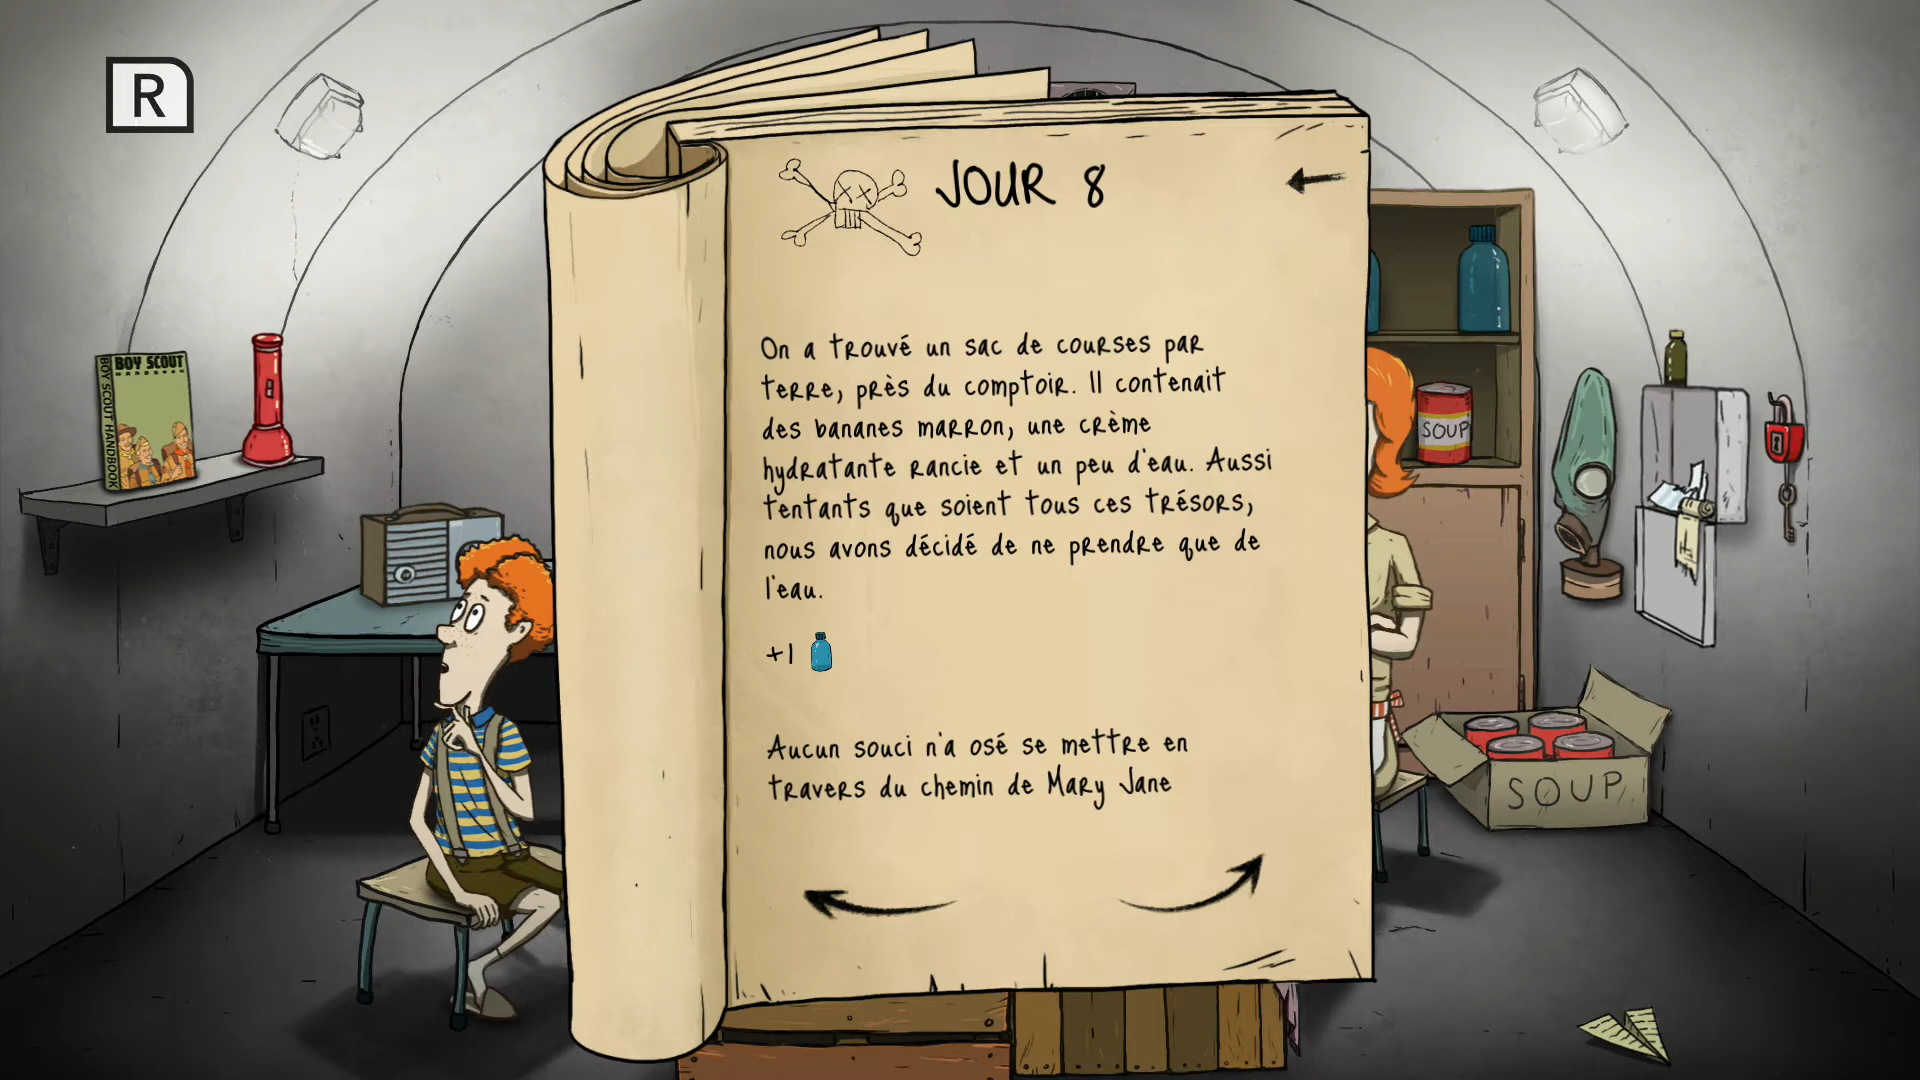 R
JOUR 8
On a trouvé un sac de courses par
terre, près du comptoir. Il contenait
des bananes marron, une crème
hydratante rancie et un peu d'eau. Aussi
tentants que soient tous ces trésors,
nous avons décidé de ne prendre que de
l'eau.
+1
Aucun souci n'a osé se mettre en
travers du chemin de Mary Jane
BOY SCOUT
HANDBOOK
BOY SCOUT HANDBOOK
SOUP
SOUP